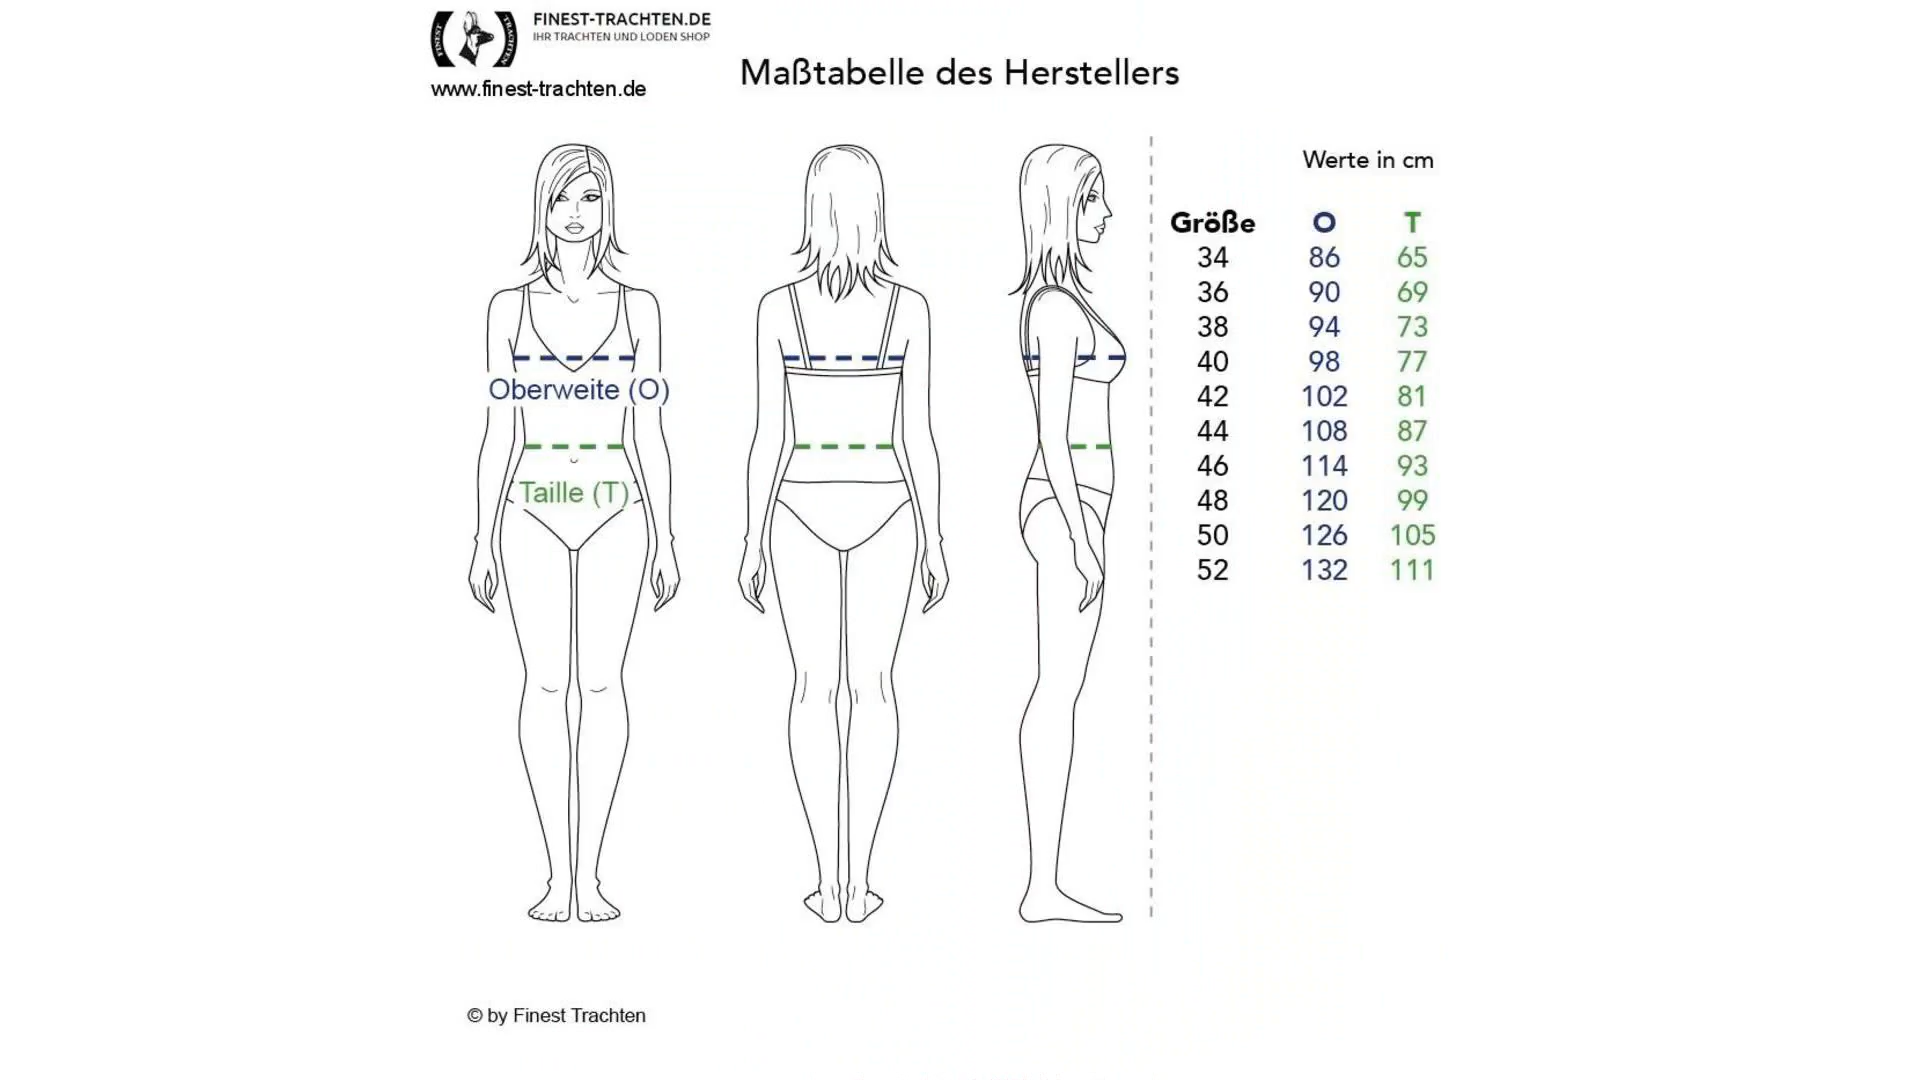 FINEST-TRACHTEN.DE
IHR TRACHTEN UND LODEN SHOP
FINEST
TRACHTEN
www.finest-trachten.de
Maßtabelle des Herstellers
Oberweite (O)
Taille (T)
Werte in cm
Größe O T
34 86 65
36 90 69
38 94 73
40 98 77
42 102 81
44 108 87
46 114 93
48 120 99
50 126 105
52 132 111
© by Finest Trachten